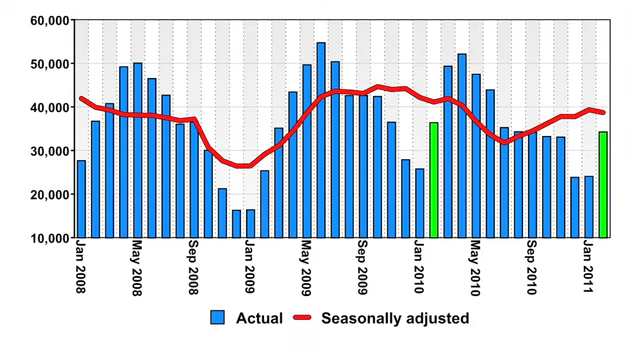 60,000
50,000
40,000
30,000
20,000
10,000
Jan 2008
May 2008
Sep 2008
Jan 2009
May 2009
Sep 2009
Jan 2010
May 2010
Sep 2010
Jan 2011
Actual
Seasonally adjusted